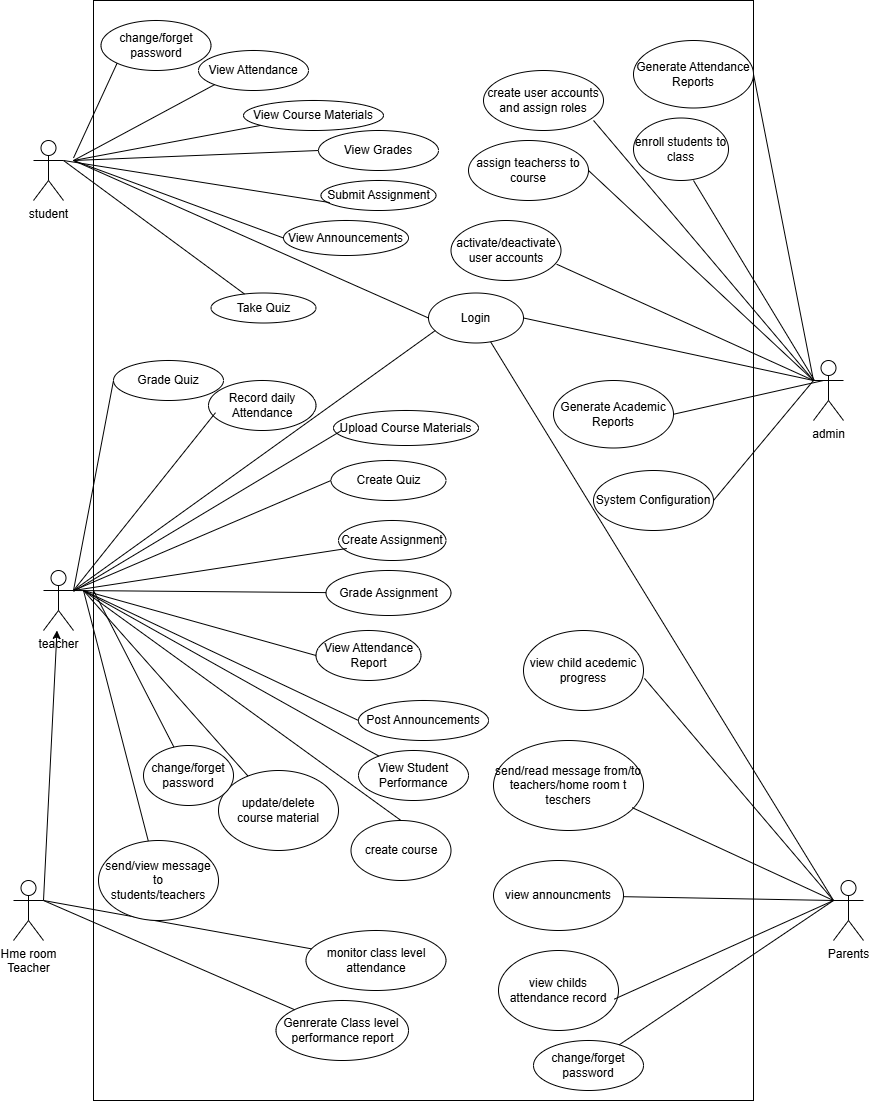 change/forget
password
View Attendance
View Course Materials
View Grades
Submit Assignment
View Announcements
Take Quiz
student
Generate Attendance
Reports
create user accounts
and assign roles
enroll students to
class
assign teacherss to
course
activate/deactivate
user accounts
Login
Generate Academic
Reports
System Configuration
admin
Grade Quiz
Record daily
Attendance
Upload Course Materials
Create Quiz
Create Assignment
Grade Assignment
teacher
View Attendance
Report
Post Announcements
View Student
Performance
change/forget
password
update/delete
course material
create course
send/view message
to
students/teachers
view child acedemic
progress
send/read message from/to
teachers/home room t
teschers
view announcments
view childs
attendance record
change/forget
password
Parents
Hme room
Teacher
monitor class level
attendance
Genrerate Class level
performance report